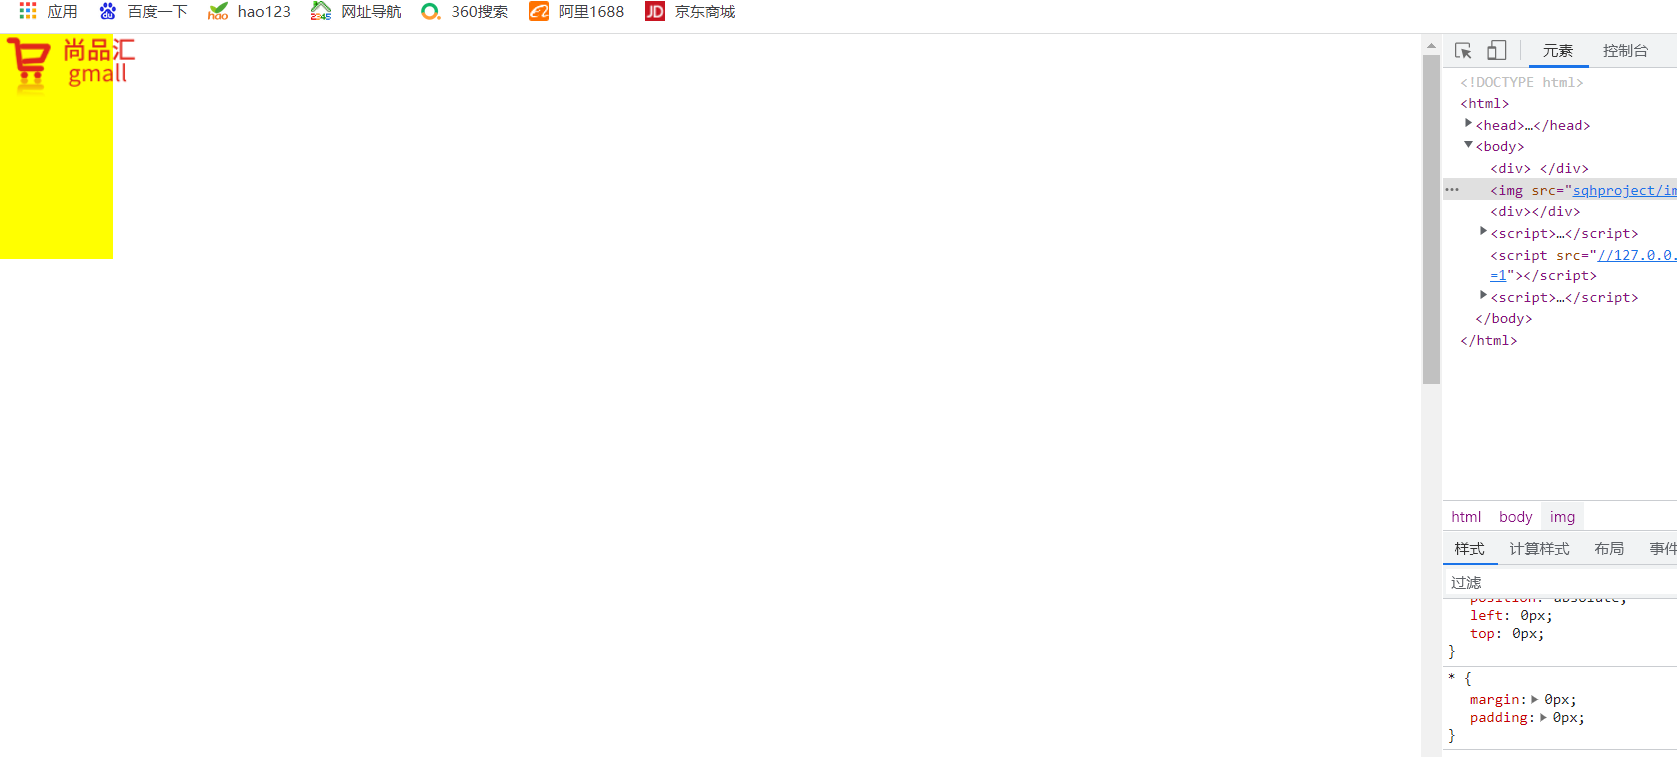 应用 百度一下 hao123 网址导航 360搜索 阿里1688 京东商城
尚品汇
gmall
元素 控制台
<!DOCTYPE html>
<html>
<head>…</head>
<body>
<div> </div>
<img src="sqhproject/im
<div></div>
<script>…</script>
<script src="//127.0.0.
=1"></script>
<script>…</script>
</body>
</html>
html body img
样式 计算样式 布局 事件
过滤
position: absolute;
left: 0px;
top: 0px;
}
* {
margin: 0px;
padding: 0px;
}